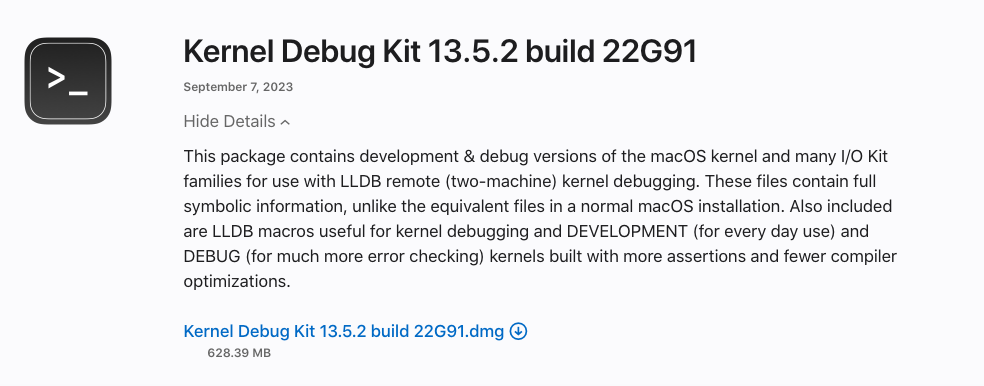 >_
Kernel Debug Kit 13.5.2 build 22G91
September 7, 2023
Hide Details
This package contains development & debug versions of the macOS kernel and many I/O Kit
families for use with LLDB remote (two-machine) kernel debugging. These files contain full
symbolic information, unlike the equivalent files in a normal macOS installation. Also included
are LLDB macros useful for kernel debugging and DEVELOPMENT (for every day use) and
DEBUG (for much more error checking) kernels built with more assertions and fewer compiler
optimizations.
Kernel Debug Kit 13.5.2 build 22G91.dmg
628.39 MB